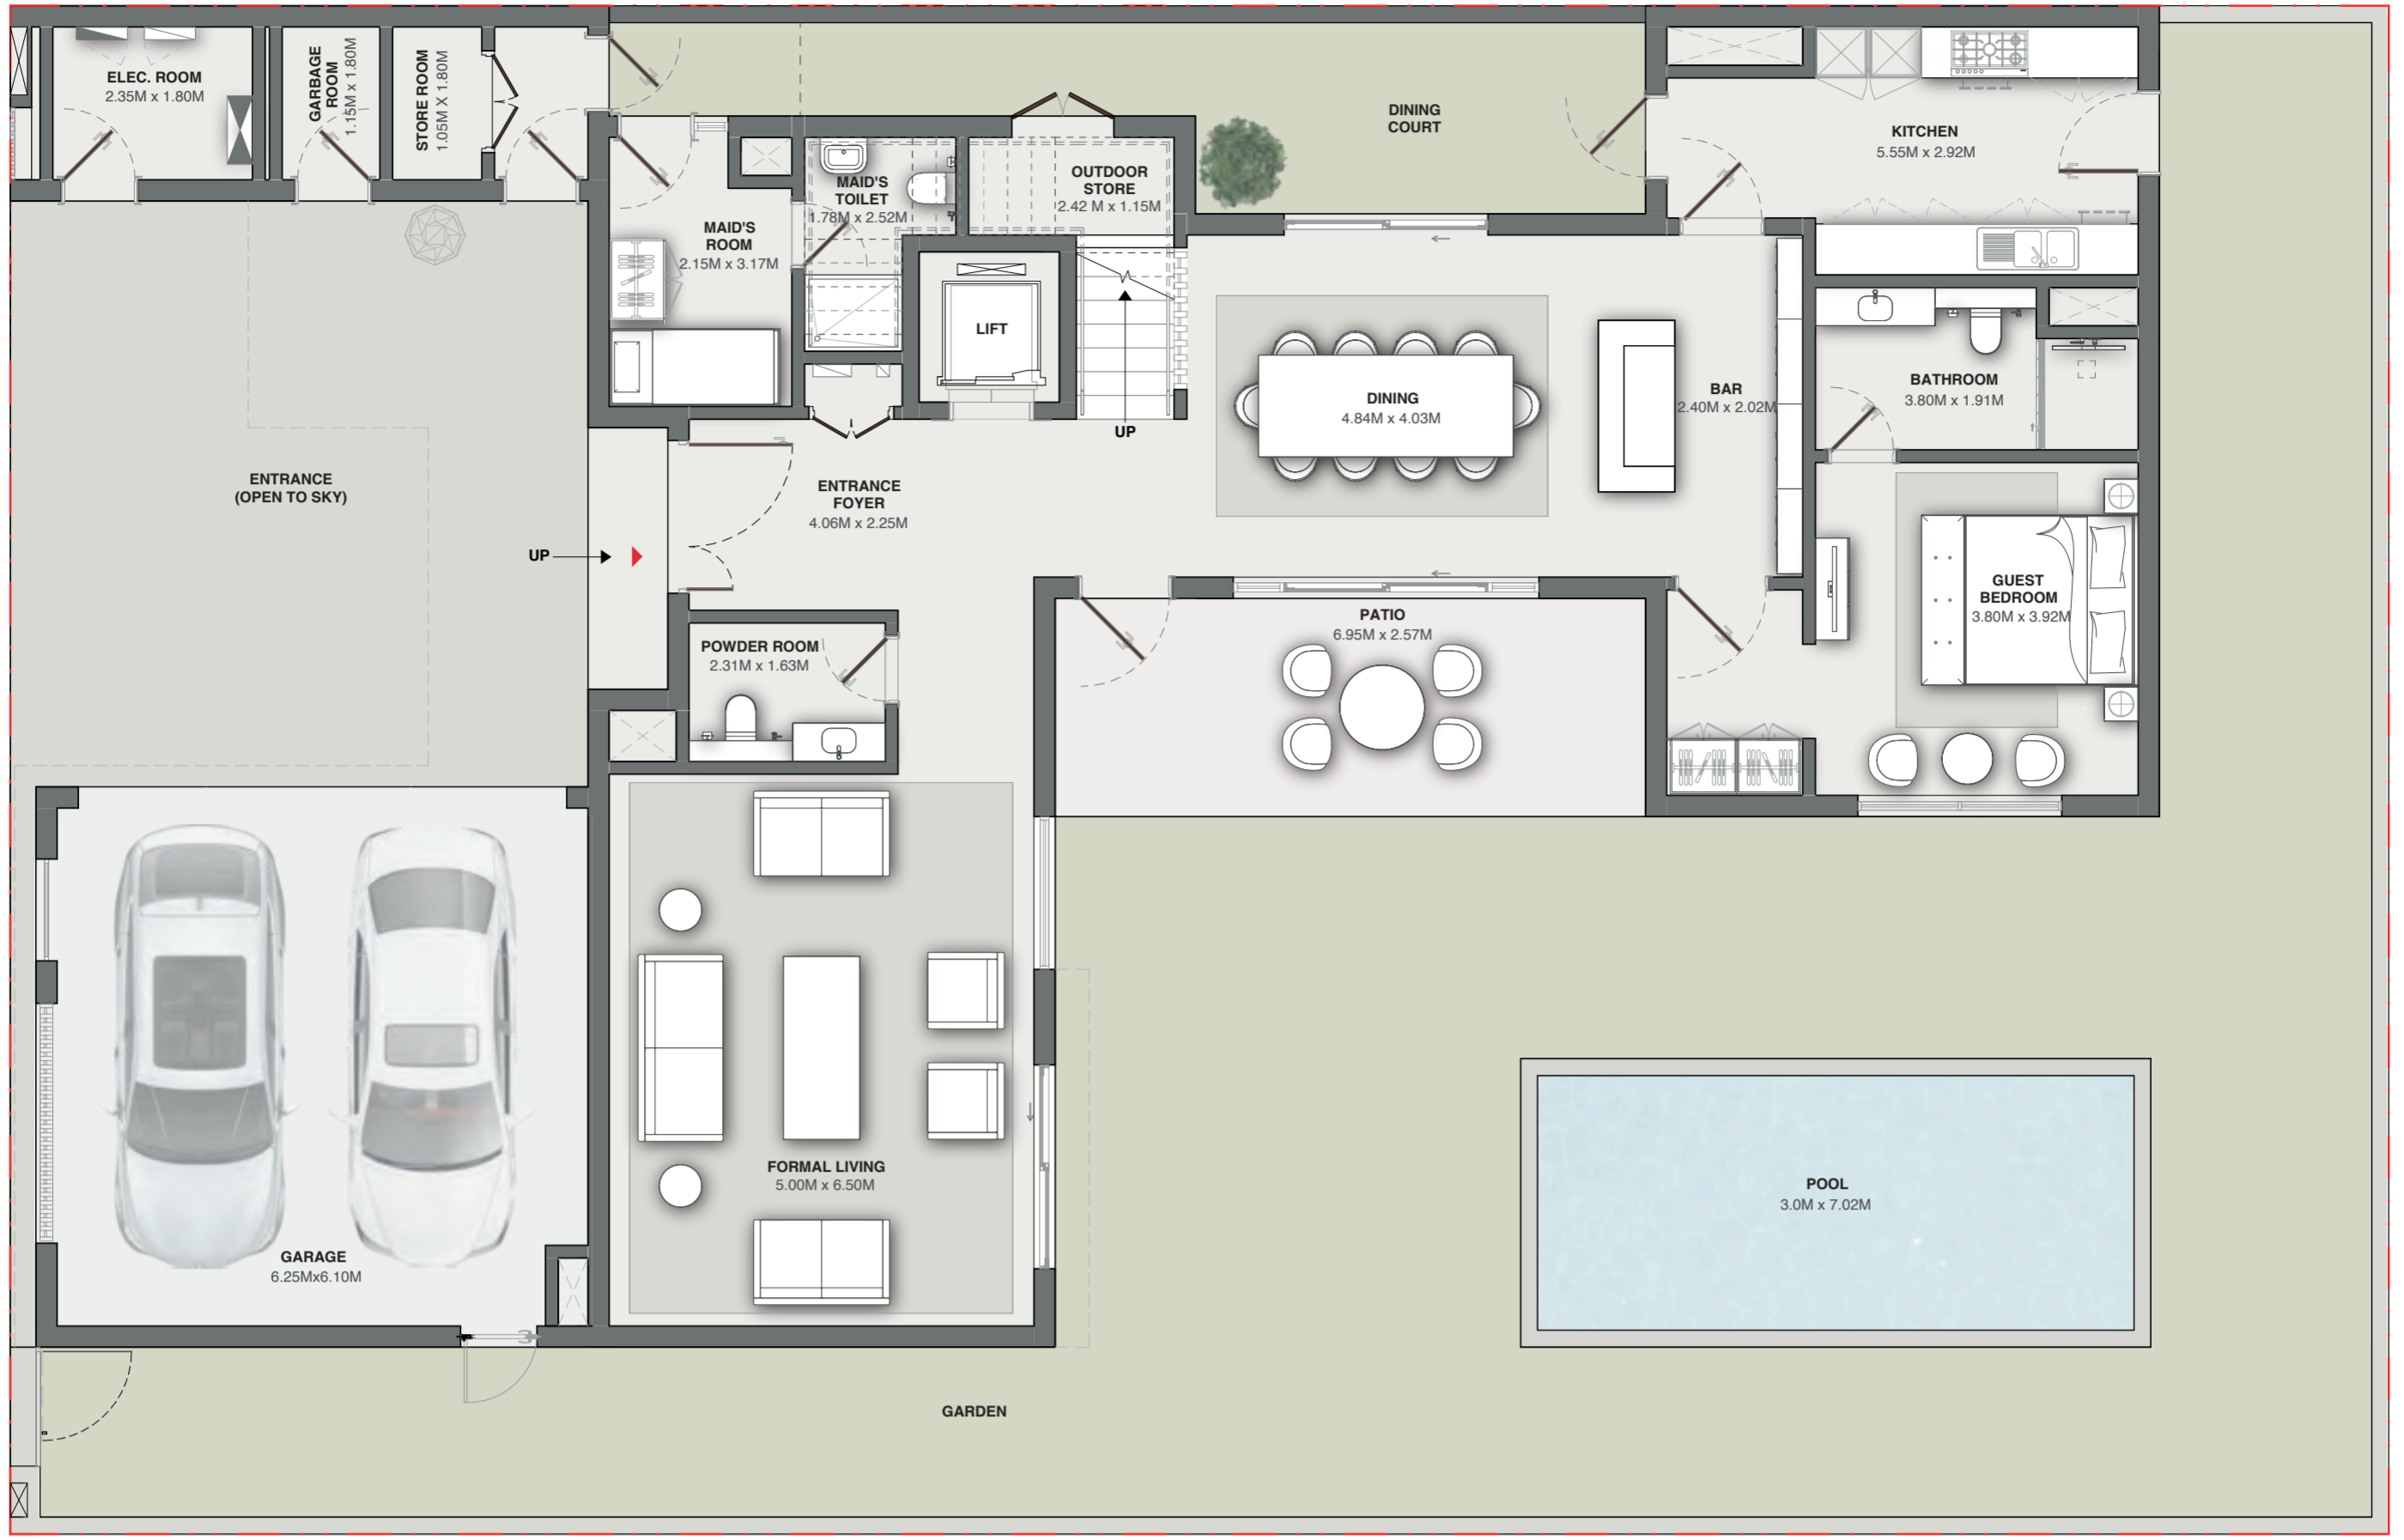 ELEC. ROOM
2.35M x 1.80M
GARBAGE
ROOM
1.15M x 1.80M
STORE ROOM
1.05M X 1.80M
DINING
COURT
KITCHEN
5.55M x 2.92M
MAID'S
TOILET
1.78M x 2.52M
OUTDOOR
STORE
2.42 M x 1.15M
MAID'S
ROOM
2.15M x 3.17M
LIFT
UP
DINING
4.84M x 4.03M
BAR
2.40M x 2.02M
BATHROOM
3.80M x 1.91M
ENTRANCE
(OPEN TO SKY)
ENTRANCE
FOYER
4.06M x 2.25M
UP
GUEST
BEDROOM
3.80M x 3.92M
PATIO
6.95M x 2.57M
POWDER ROOM
2.31M x 1.63M
FORMAL LIVING
5.00M x 6.50M
POOL
3.0M x 7.02M
GARAGE
6.25Mx6.10M
GARDEN